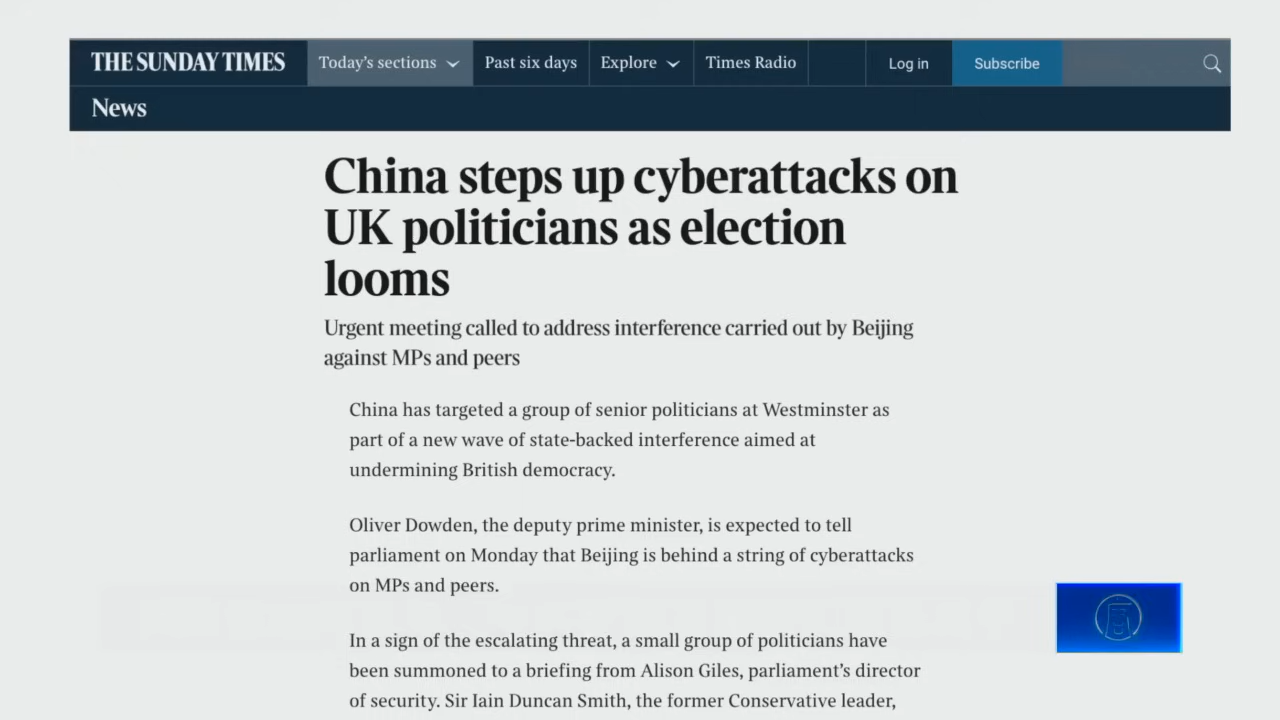 THE SUNDAY TIMES Today's sections Past six days Explore Times Radio Log in Subscribe
News
China steps up cyberattacks on
UK politicians as election
looms
Urgent meeting called to address interference carried out by Beijing
against MPs and peers
China has targeted a group of senior politicians at Westminster as
part of a new wave of state-backed interference aimed at
undermining British democracy.
Oliver Dowden, the deputy prime minister, is expected to tell
parliament on Monday that Beijing is behind a string of cyberattacks
on MPs and peers.
In a sign of the escalating threat, a small group of politicians have
been summoned to a briefing from Alison Giles, parliament's director
of security. Sir Iain Duncan Smith, the former Conservative leader,